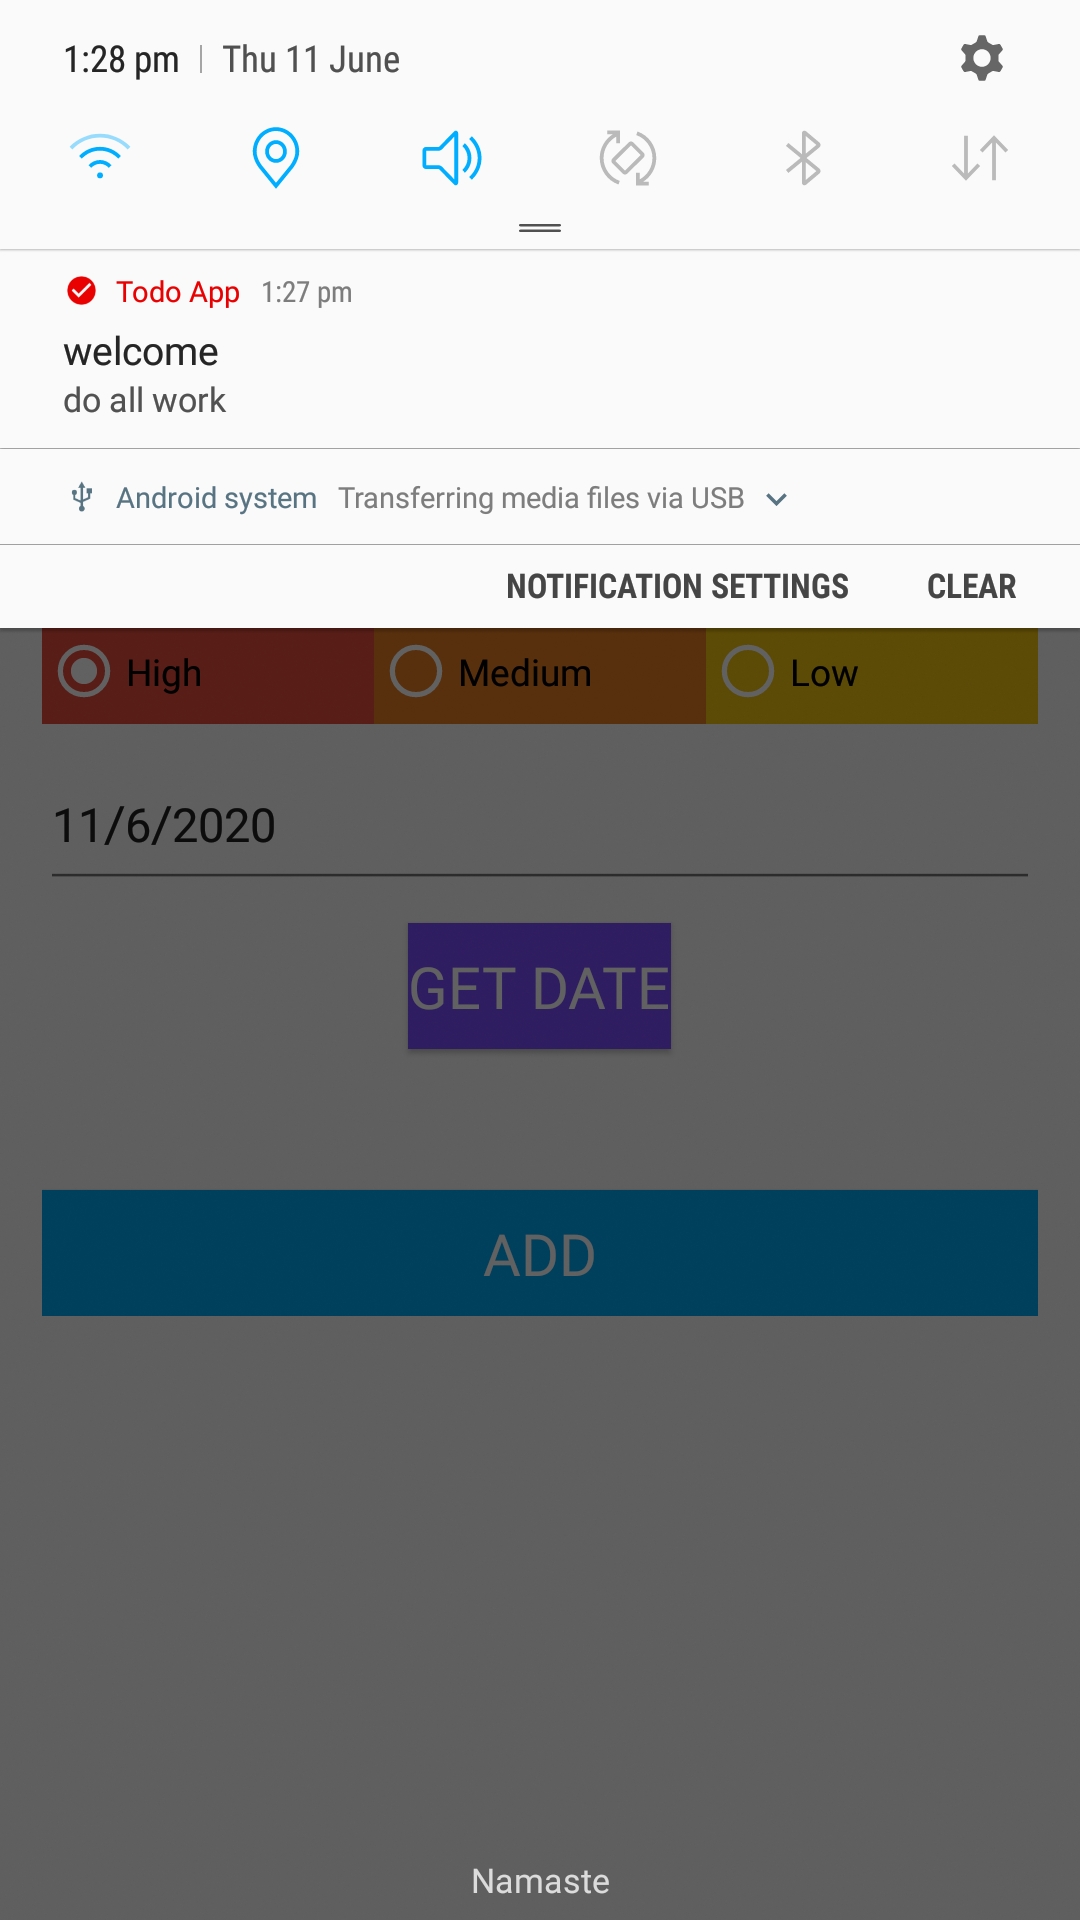 1:28 pm | Thu 11 June
Todo App 1:27 pm
welcome
do all work
Android system Transferring media files via USB
NOTIFICATION SETTINGS CLEAR
High Medium Low
11/6/2020
GET DATE
ADD
Namaste